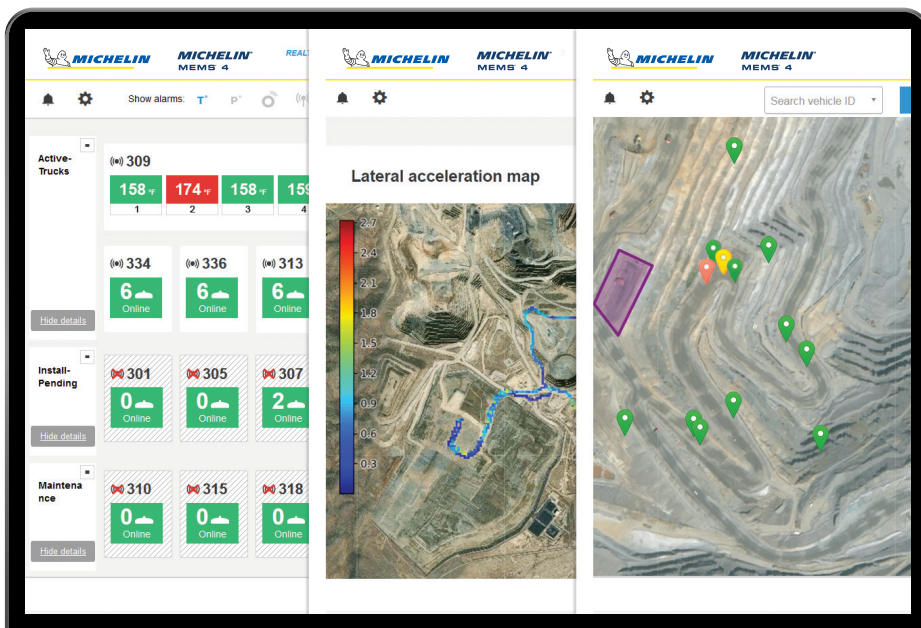 MICHELIN
MICHELIN
MEMS 4
REALT
Show alarms: T° P°
Active-
Trucks
309
158 °F 174 °F 158 °F 159
1 2 3 4
334 336 313
6 6 6
Online Online Online
Hide details
Install-
Pending
301 305 307
0 0 2
Online Online Online
Hide details
Maintena
nce
310 315 318
0 0 0
Online Online Online
Hide details
MICHELIN
MICHELIN
MEMS 4
Lateral acceleration map
2.7
2.4
2.1
1.8
1.5
1.2
0.9
0.6
0.3
MICHELIN
MICHELIN
MEMS 4
Search vehicle ID